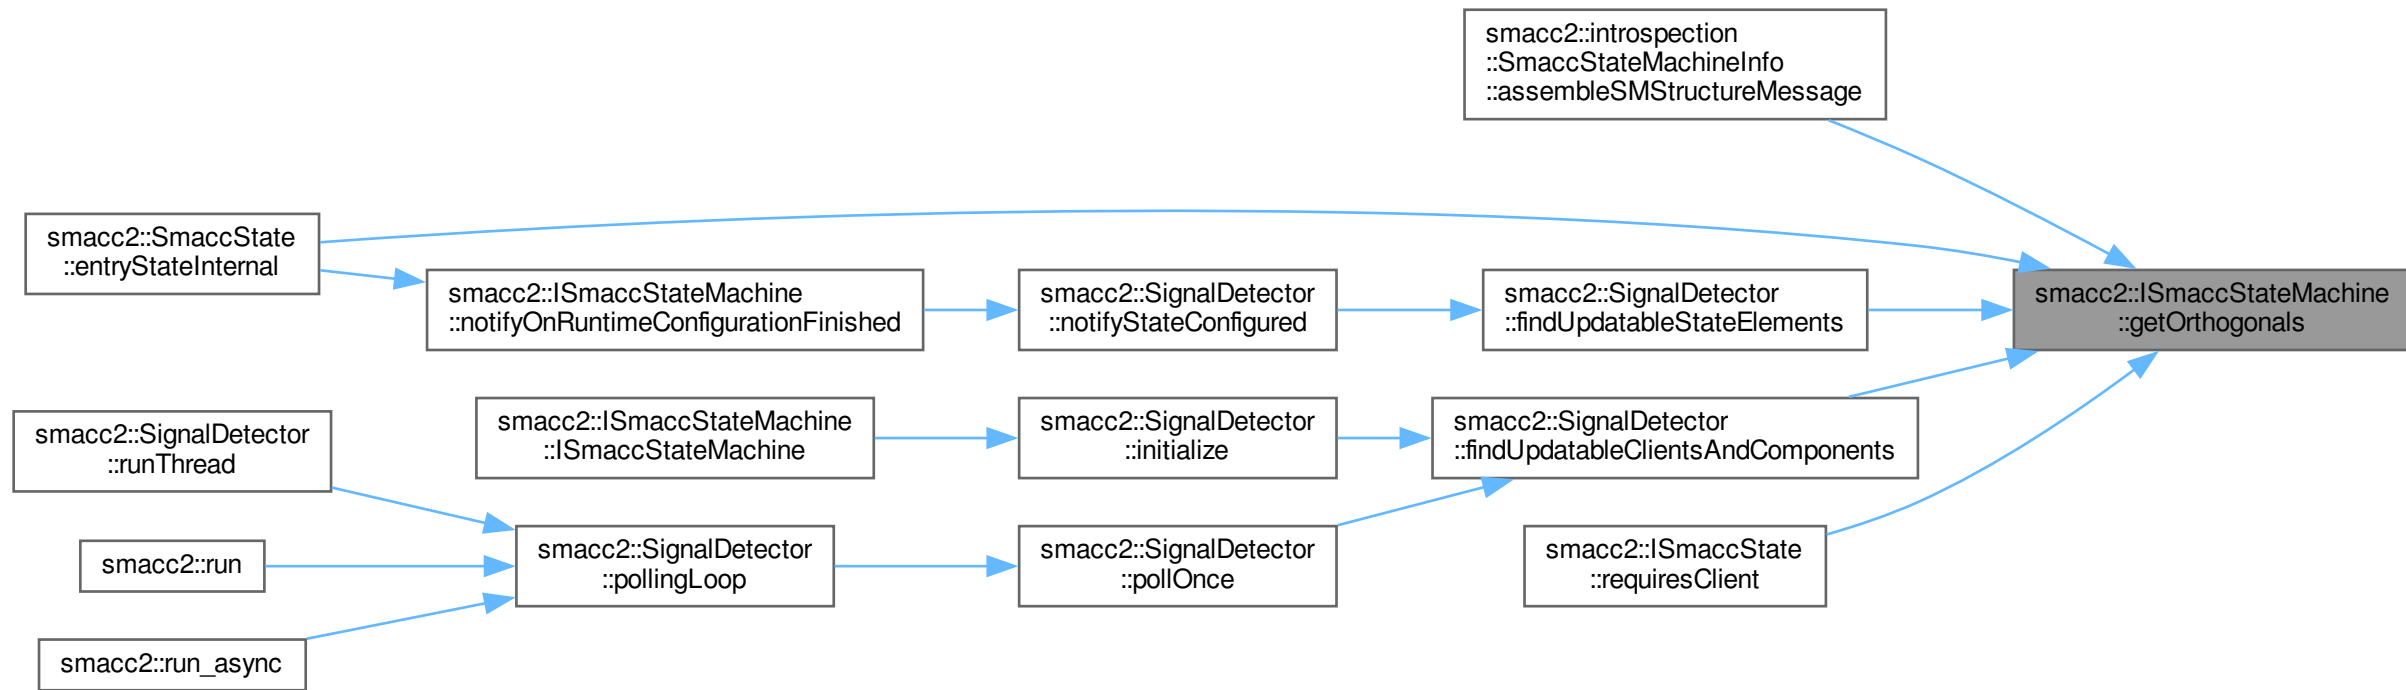 smacc2::introspection
::SmaccStateMachineInfo
::assembleSMStructureMessage
smacc2::SmaccState
::entryStateInternal
smacc2::ISmaccStateMachine
::notifyOnRuntimeConfigurationFinished
smacc2::SignalDetector
::notifyStateConfigured
smacc2::SignalDetector
::findUpdatableStateElements
smacc2::ISmaccStateMachine
::getOrthogonals
smacc2::SignalDetector
::runThread
smacc2::ISmaccStateMachine
::ISmaccStateMachine
smacc2::SignalDetector
::initialize
smacc2::SignalDetector
::findUpdatableClientsAndComponents
smacc2::run
smacc2::SignalDetector
::pollingLoop
smacc2::SignalDetector
::pollOnce
smacc2::ISmaccState
::requiresClient
smacc2::run_async